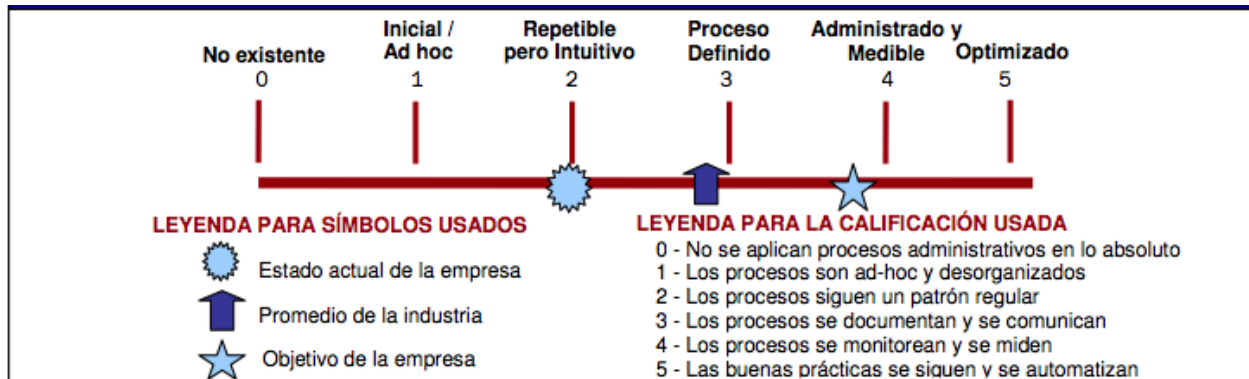 No existente
0
Inicial /
Ad hoc
1
Repetible
pero Intuitivo
2
Proceso
Definido
3
Administrado y
Medible
4
Optimizado
5
LEYENDA PARA SÍMBOLOS USADOS
Estado actual de la empresa
Promedio de la industria
Objetivo de la empresa
LEYENDA PARA LA CALIFICACIÓN USADA
0 - No se aplican procesos administrativos en lo absoluto
1 - Los procesos son ad-hoc y desorganizados
2 - Los procesos siguen un patrón regular
3 - Los procesos se documentan y se comunican
4 - Los procesos se monitorean y se miden
5 - Las buenas prácticas se siguen y se automatizan